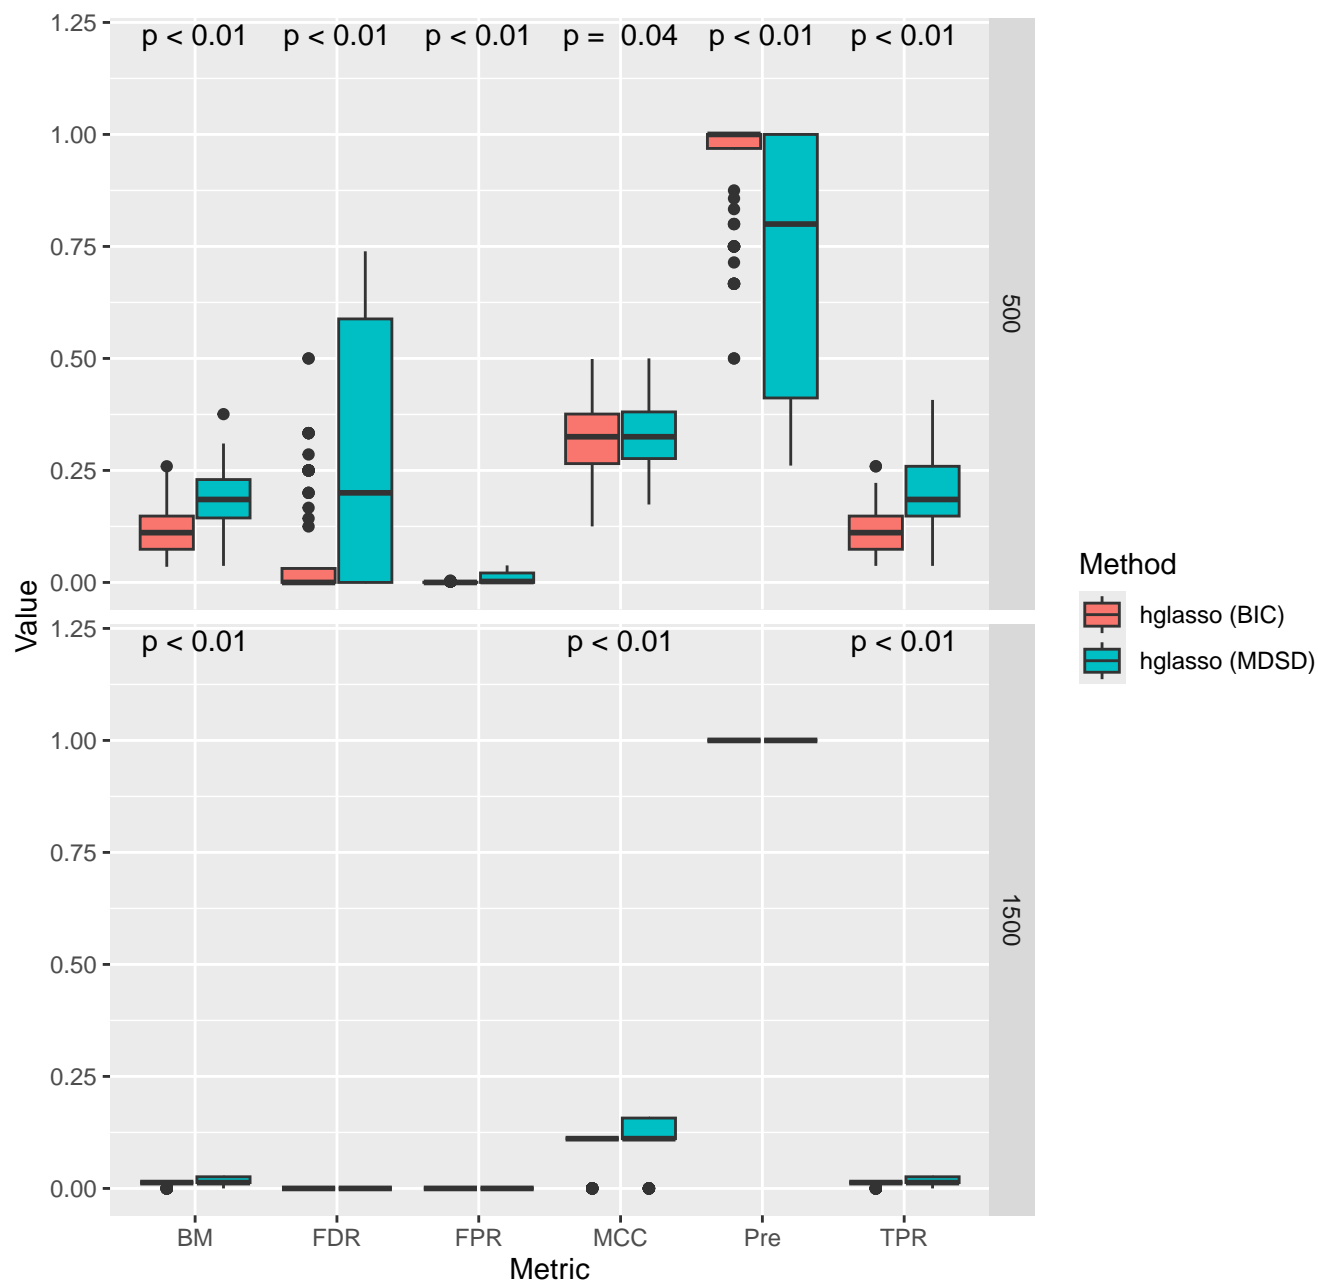 p < 0.01 p < 0.01 p < 0.01 p =  0.04 p < 0.01 p < 0.01
1.25
1.00
0.75
0.50
0.25
0.00
500
p < 0.01 p < 0.01 p < 0.01
1.25
1.00
0.75
0.50
0.25
0.00
1500
BM FDR FPR MCC Pre TPR
Metric
Value
Method
hglasso (BIC)
hglasso (MDSD)